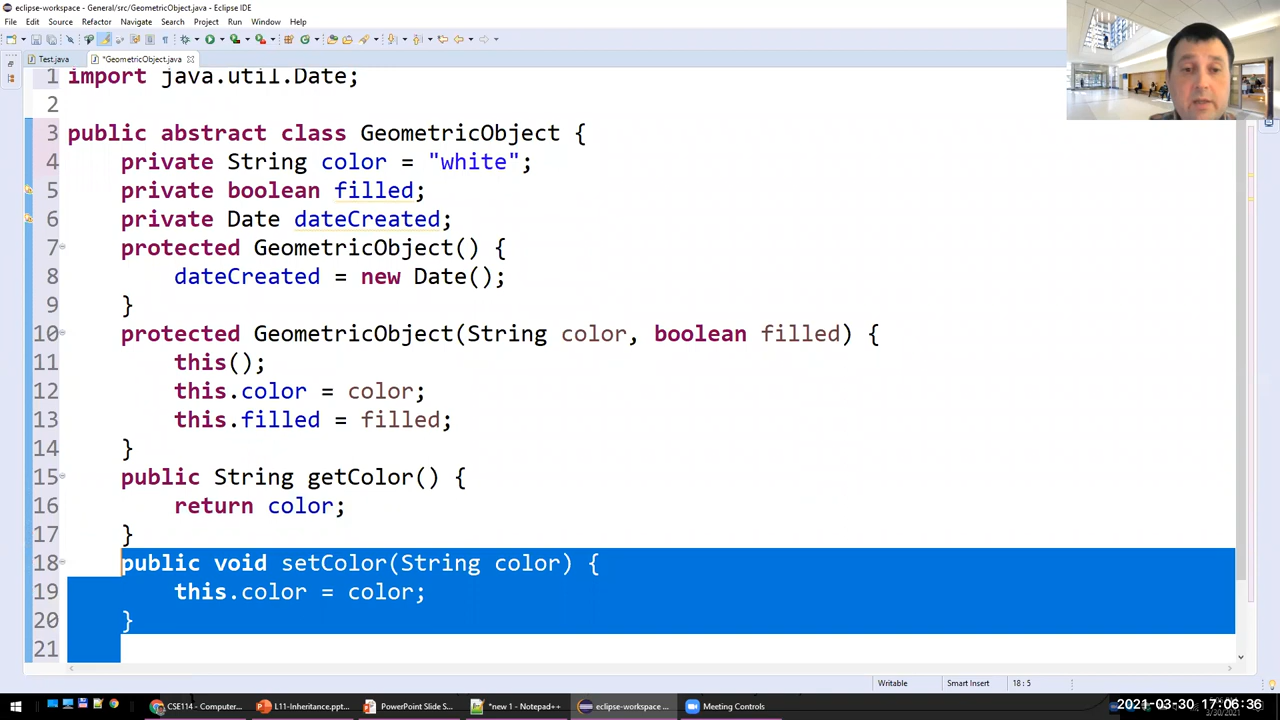 eclipse-workspace - General/src/GeometricObject.java - Eclipse IDE
File Edit Source Refactor Navigate Search Project Run Window Help
Test.java *GeometricObject.java
1 import java.util.Date;
2
3 public abstract class GeometricObject {
4 private String color = "white";
5 private boolean filled;
6 private Date dateCreated;
7 protected GeometricObject() {
8 dateCreated = new Date();
9 }
10 protected GeometricObject(String color, boolean filled) {
11 this();
12 this.color = color;
13 this.filled = filled;
14 }
15 public String getColor() {
16 return color;
17 }
18 public void setColor(String color) {
19 this.color = color;
20 }
21
Writable Smart Insert 18 : 5
CSE114 - Computer... L11-Inheritance.ppt... PowerPoint Slide S... *new 1 - Notepad++ eclipse-workspace ... Meeting Controls 2021-03-30 17:06:36